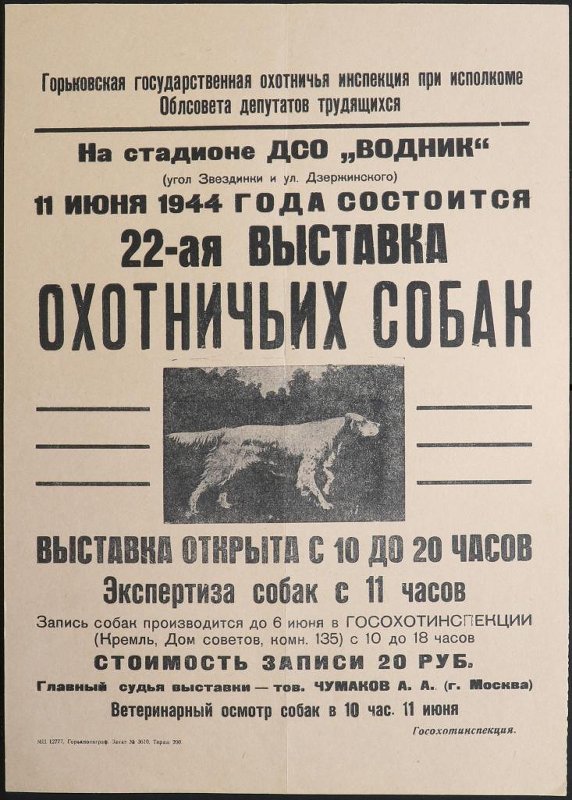 Горьковская государственная охотничья инспекция при исполкоме
Облсовета депутатов трудящихся
На стадионе ДСО „ВОДНИК“
(угол Звездинки и ул. Дзержинского)
11 ИЮНЯ 1944 ГОДА СОСТОИТСЯ
22-ая ВЫСТАВКА
ОХОТНИЧЬИХ СОБАК
ВЫСТАВКА ОТКРЫТА С 10 ДО 20 ЧАСОВ
Экспертиза собак с 11 часов
Запись собак производится до 6 июня в ГОСОХОТИНСПЕКЦИИ
(Кремль, Дом советов, комн. 135) с 10 до 18 часов
СТОИМОСТЬ ЗАПИСИ 20 РУБ.
Главный судья выставки — тов. ЧУМАКОВ А. А. (г. Москва)
Ветеринарный осмотр собак в 10 час. 11 июня
Госохотинспекция.
Заказ № Тираж